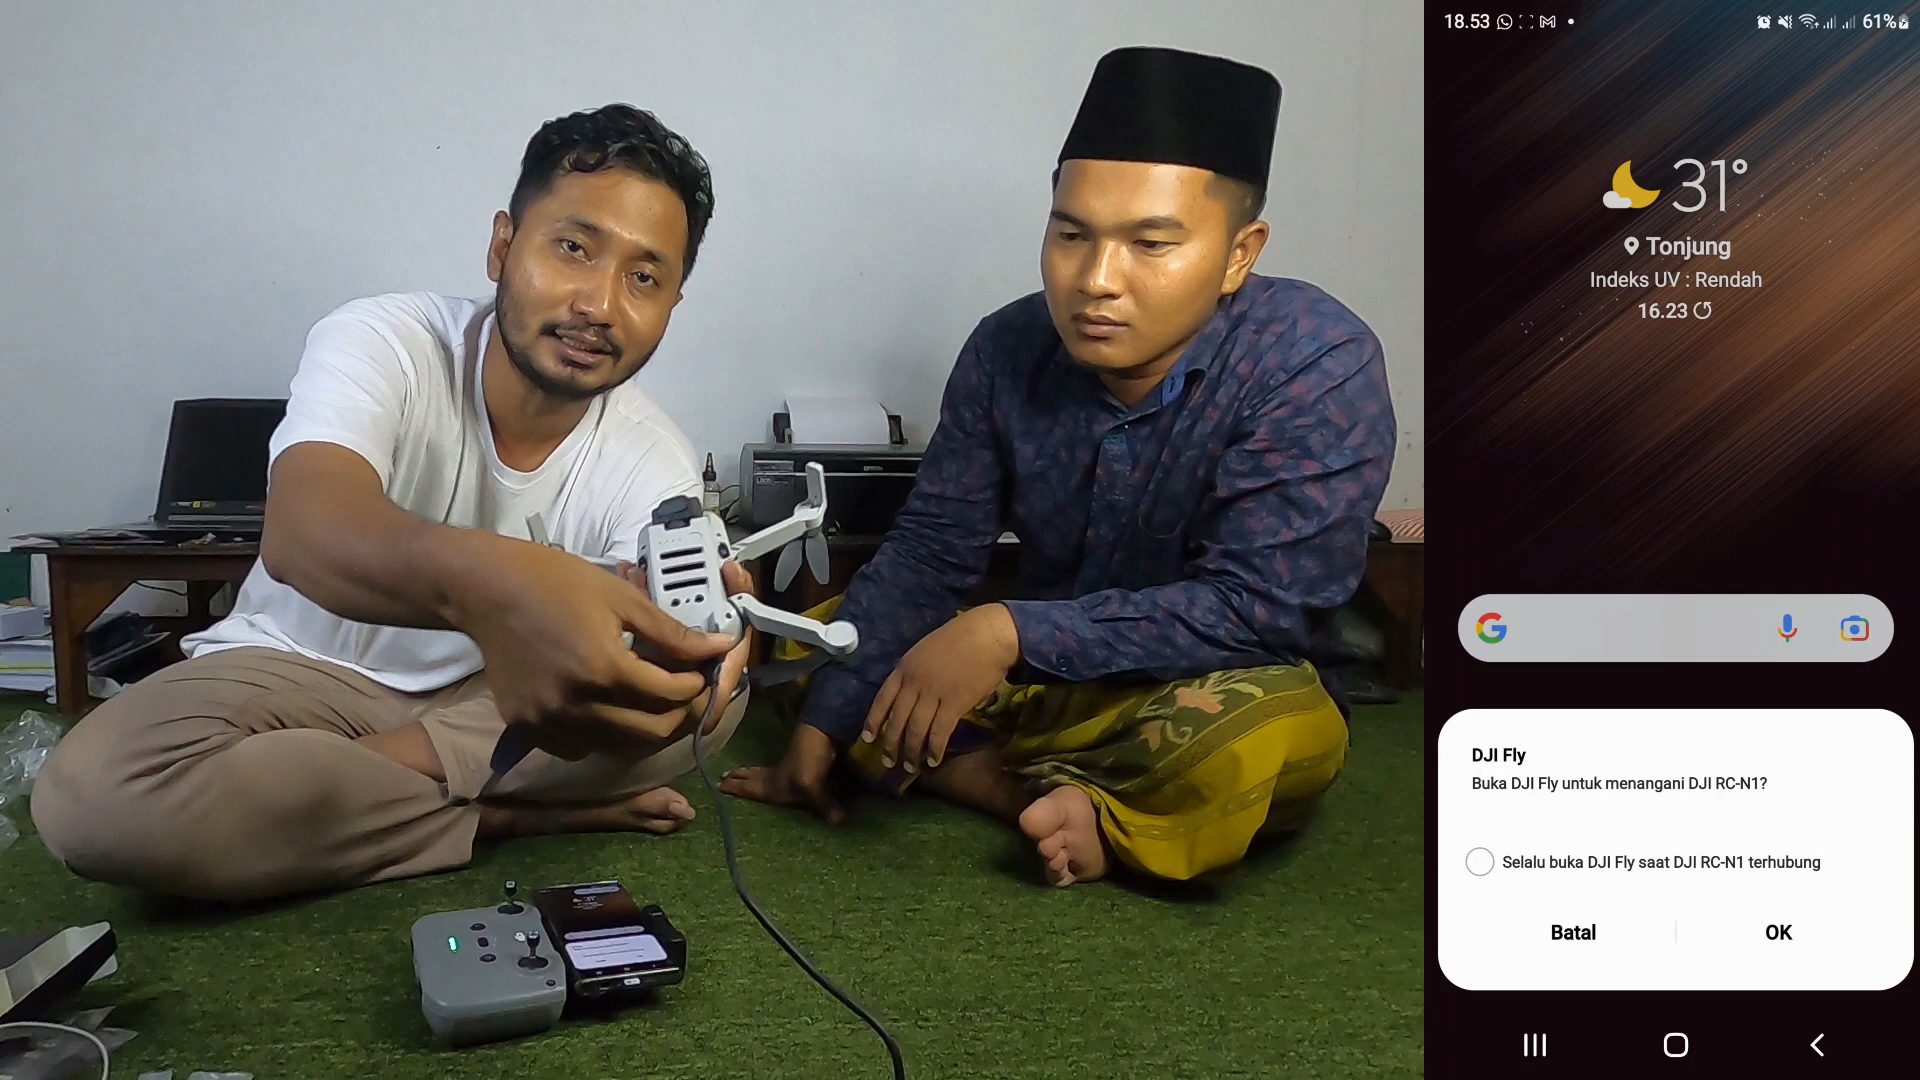 18.53
61%
31°
Tonjung
Indeks UV : Rendah
16.23
DJI Fly
Buka DJI Fly untuk menangani DJI RC-N1?
Selalu buka DJI Fly saat DJI RC-N1 terhubung
Batal
OK